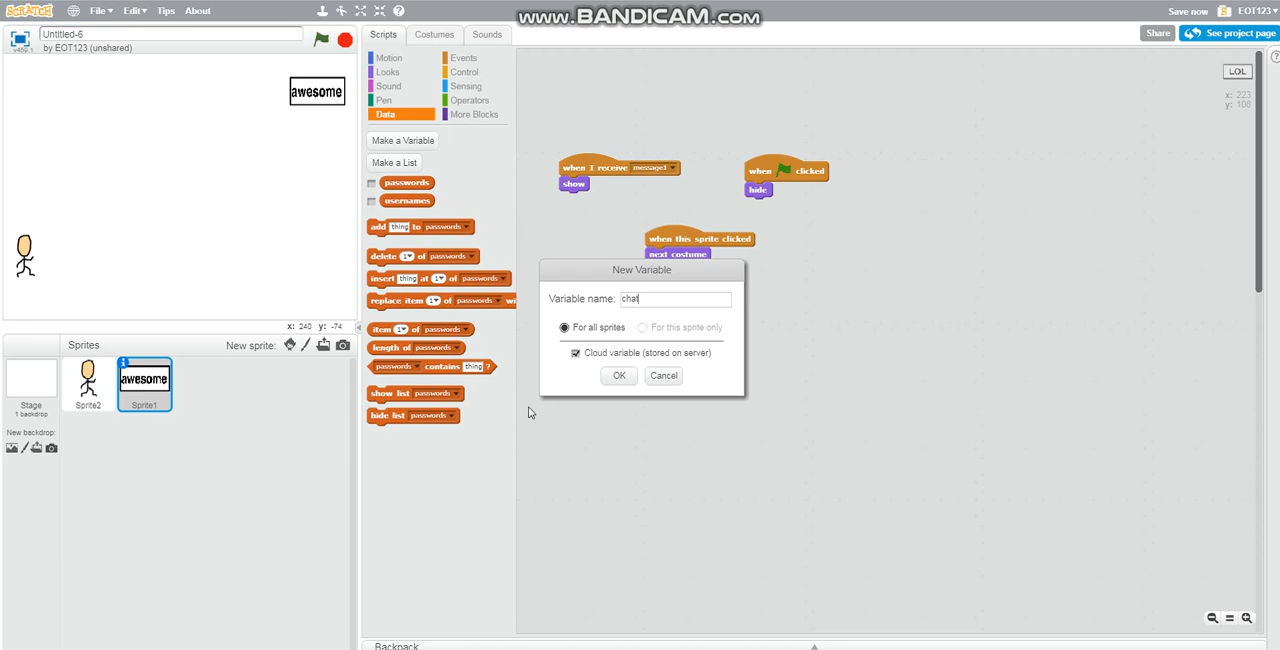 www.BANDICAM.com
SCRATCH File Edit Tips About Save now EOT123
Untitled-6
by EOT123 (unshared)
v459.1
Scripts Costumes Sounds
Share See project page
awesome
Motion Events
Looks Control
Sound Sensing
Pen Operators
Data More Blocks
Make a Variable
Make a List
passwords
usernames
add thing to passwords
delete 1 of passwords
insert thing at 1 of passwords
replace item 1 of passwords wi
item 1 of passwords
length of passwords
passwords contains thing ?
show list passwords
hide list passwords
when I receive message1
show
when clicked
hide
when this sprite clicked
next costume
LOL
x: 223
y: 108
New Variable
Variable name: chat
For all sprites For this sprite only
Cloud variable (stored on server)
OK Cancel
x: 240 y: -74
Sprites New sprite:
awesome
Stage
1 backdrop
Sprite2 Sprite1
New backdrop:
Backpack